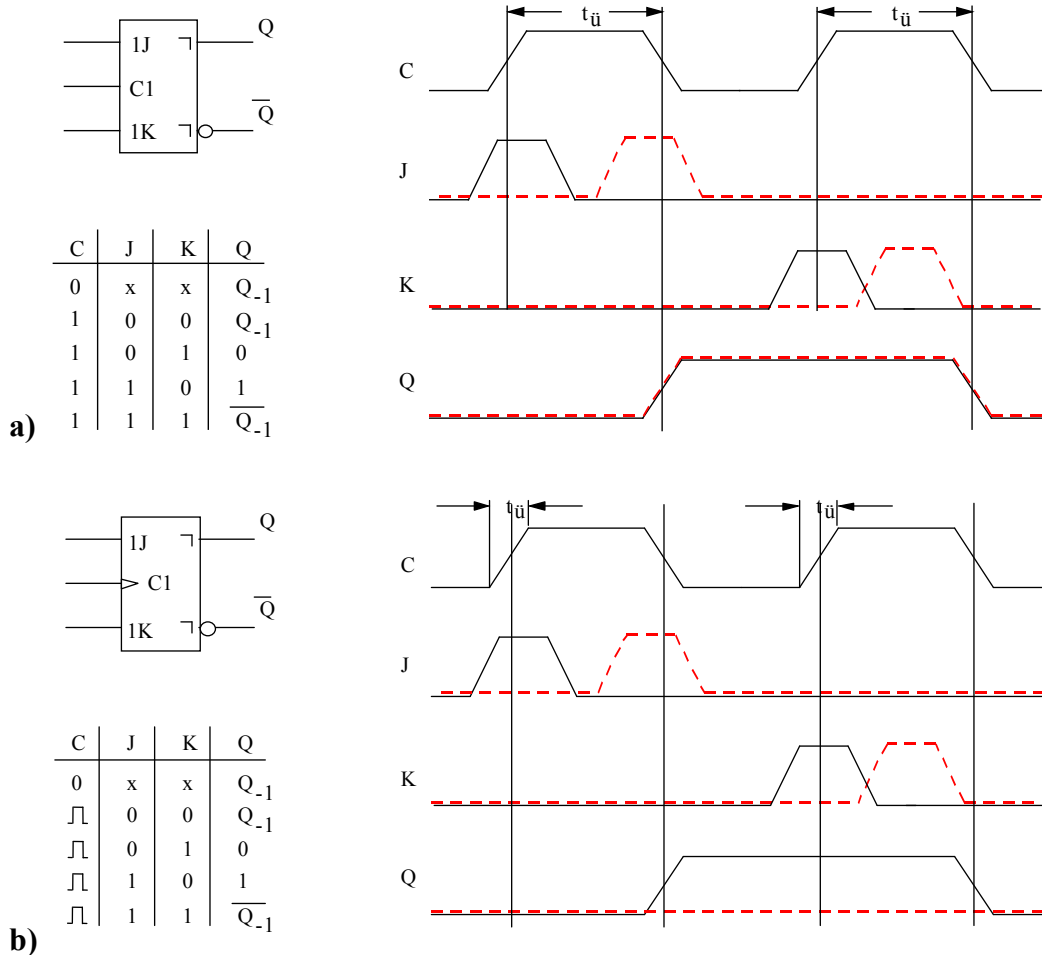 1J Q
C1
1K Q̅
C J K Q
0 x x Q-1
1 0 0 Q-1
1 0 1 0
1 1 0 1
1 1 1 Q̅-1
a)
tü tü
C
J
K
Q
1J Q
C1
1K Q̅
C J K Q
0 x x Q-1
0 0 Q-1
0 1 0
1 0 1
1 1 Q̅-1
b)
tü tü
C
J
K
Q